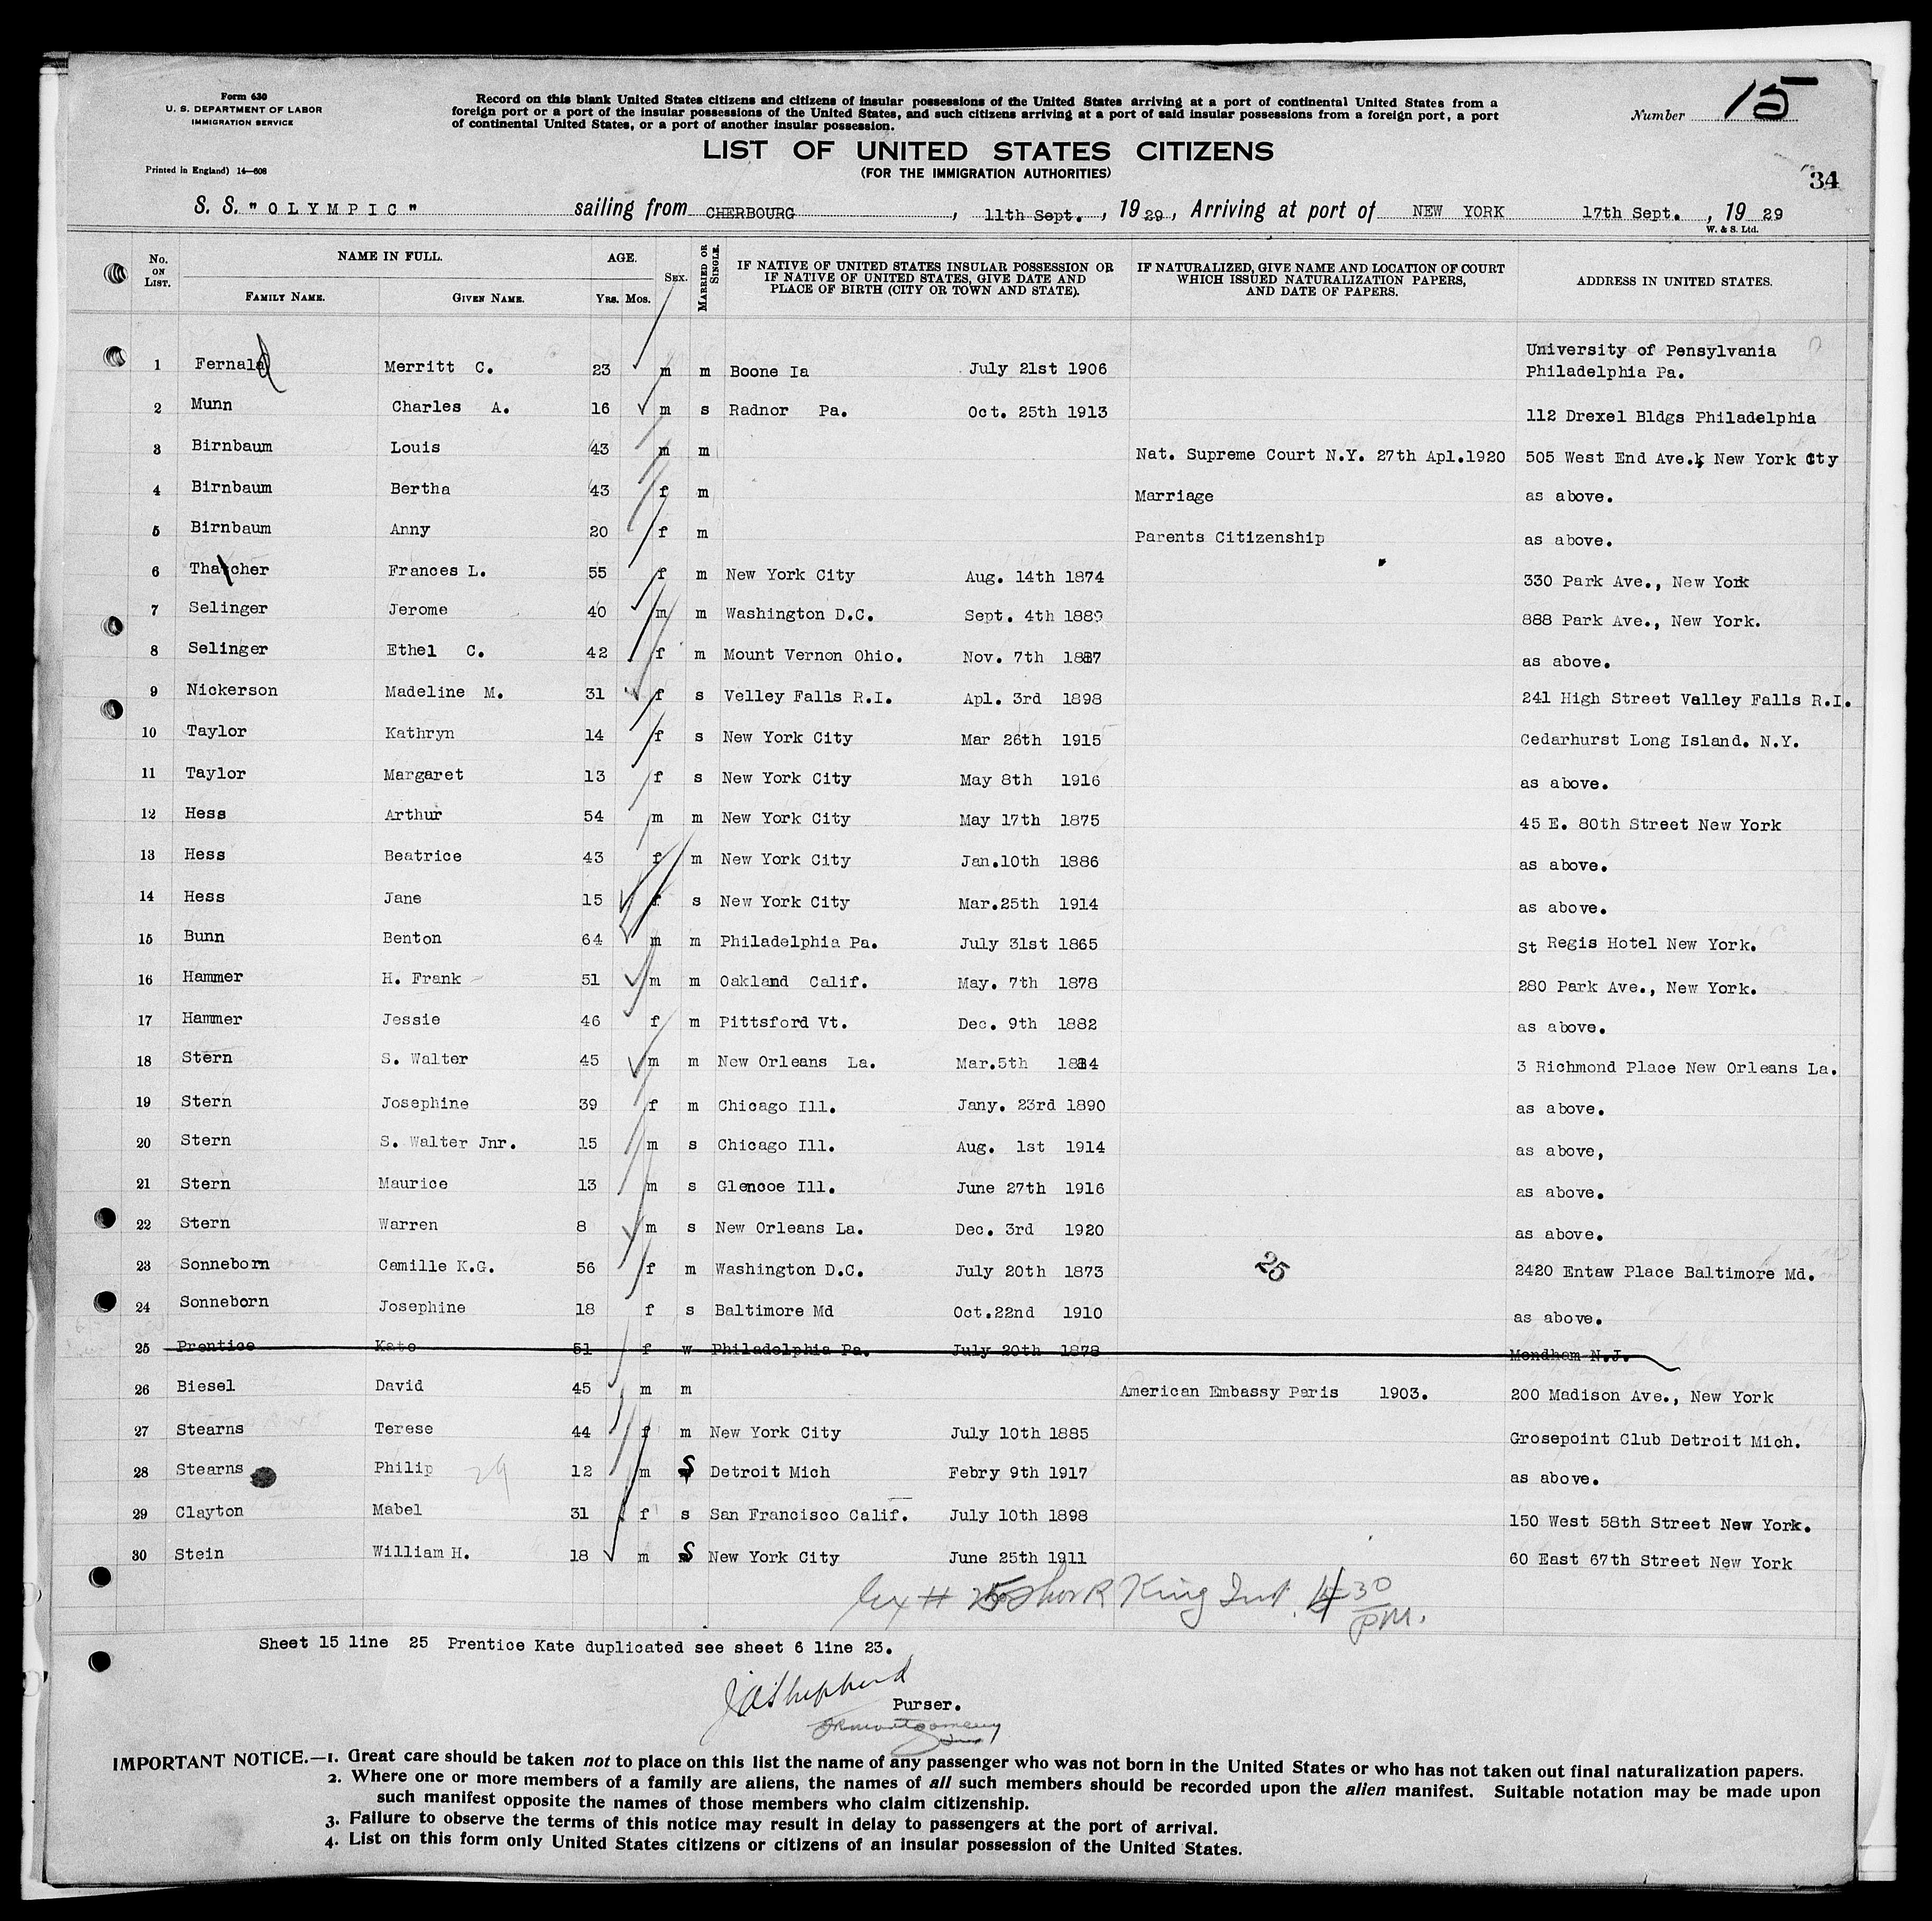 Form 630
U. S. DEPARTMENT OF LABOR
IMMIGRATION SERVICE
Printed in England) 14—608
Record on this blank United States citizens and citizens of insular possessions of the United States arriving at a port of continental United States from a
foreign port or a port of the insular possessions of the United States, and such citizens arriving at a port of said insular possessions from a foreign port, a port
of continental United States, or a port of another insular possession.
Number 15
LIST OF UNITED STATES CITIZENS
(FOR THE IMMIGRATION AUTHORITIES)
34
S. S. "OLYMPIC" sailing from CHERBOURG, 11th Sept., 1929, Arriving at port of NEW YORK 17th Sept., 1929
W. & S. Ltd.
No. ON LIST. NAME IN FULL. FAMILY NAME. GIVEN NAME. AGE. YRS. MOS. SEX. MARRIED OR SINGLE. IF NATIVE OF UNITED STATES INSULAR POSSESSION OR IF NATIVE OF UNITED STATES, GIVE DATE AND PLACE OF BIRTH (CITY OR TOWN AND STATE). IF NATURALIZED, GIVE NAME AND LOCATION OF COURT WHICH ISSUED NATURALIZATION PAPERS, AND DATE OF PAPERS. ADDRESS IN UNITED STATES.
1 Fernald Merritt C. 23 m m Boone Ia July 21st 1906 University of Pensylvania
Philadelphia Pa.
2 Munn Charles A. 16 m s Radnor Pa. Oct. 25th 1913 112 Drexel Bldgs Philadelphia
3 Birnbaum Louis 43 m m Nat. Supreme Court N.Y. 27th Apl.1920 505 West End Ave., New York Cty
4 Birnbaum Bertha 43 f m Marriage as above.
5 Birnbaum Anny 20 f m Parents Citizenship as above.
6 Thatcher Frances L. 55 f m New York City Aug. 14th 1874 330 Park Ave., New York
7 Selinger Jerome 40 m m Washington D.C. Sept. 4th 1889 888 Park Ave., New York.
8 Selinger Ethel C. 42 f m Mount Vernon Ohio. Nov. 7th 1887 as above.
9 Nickerson Madeline M. 31 f s Velley Falls R.I. Apl. 3rd 1898 241 High Street Valley Falls R.I.
10 Taylor Kathryn 14 f s New York City Mar 26th 1915 Cedarhurst Long Island. N.Y.
11 Taylor Margaret 13 f s New York City May 8th 1916 as above.
12 Hess Arthur 54 m m New York City May 17th 1875 45 E. 80th Street New York
13 Hess Beatrice 43 f m New York City Jan.10th 1886 as above.
14 Hess Jane 15 f s New York City Mar.25th 1914 as above.
15 Bunn Benton 64 m m Philadelphia Pa. July 31st 1865 St Regis Hotel New York.
16 Hammer H. Frank 51 m m Oakland Calif. May. 7th 1878 280 Park Ave., New York.
17 Hammer Jessie 46 f m Pittsford Vt. Dec. 9th 1882 as above.
18 Stern S. Walter 45 m m New Orleans La. Mar.5th 1884 3 Richmond Place New Orleans La.
19 Stern Josephine 39 f m Chicago Ill. Jany. 23rd 1890 as above.
20 Stern S. Walter Jnr. 15 m s Chicago Ill. Aug. 1st 1914 as above,
21 Stern Maurice 13 m s Glencoe Ill. June 27th 1916 as above.
22 Stern Warren 8 m s New Orleans La. Dec. 3rd 1920 as above.
23 Sonneborn Camille K.G. 56 f m Washington D.C. July 20th 1873 25 2420 Entaw Place Baltimore Md.
24 Sonneborn Josephine 18 f s Baltimore Md Oct.22nd 1910 as above.
25 Prentice Kate 51 f w Philadelphia Pa. July 20th 1878 Mendham N.J.
26 Biesel David 45 m m American Embassy Paris 1903. 200 Madison Ave., New York
27 Stearns Terese 44 f m New York City July 10th 1885 Grosepoint Club Detroit Mich.
28 Stearns Philip 29 12 m S Detroit Mich Febry 9th 1917 as above.
29 Clayton Mabel 31 f s San Francisco Calif. July 10th 1898 150 West 58th Street New York.
30 Stein William H. 18 m S New York City June 25th 1911 60 East 67th Street New York
# 25 King 4 30 PM.
Sheet 15 line 25 Prentice Kate duplicated see sheet 6 line 23.
Shepherd
Purser.
Montgomery
IMPORTANT NOTICE.—1. Great care should be taken not to place on this list the name of any passenger who was not born in the United States or who has not taken out final naturalization papers.
2. Where one or more members of a family are aliens, the names of all such members should be recorded upon the alien manifest. Suitable notation may be made upon
such manifest opposite the names of those members who claim citizenship.
3. Failure to observe the terms of this notice may result in delay to passengers at the port of arrival.
4. List on this form only United States citizens or citizens of an insular possession of the United States.